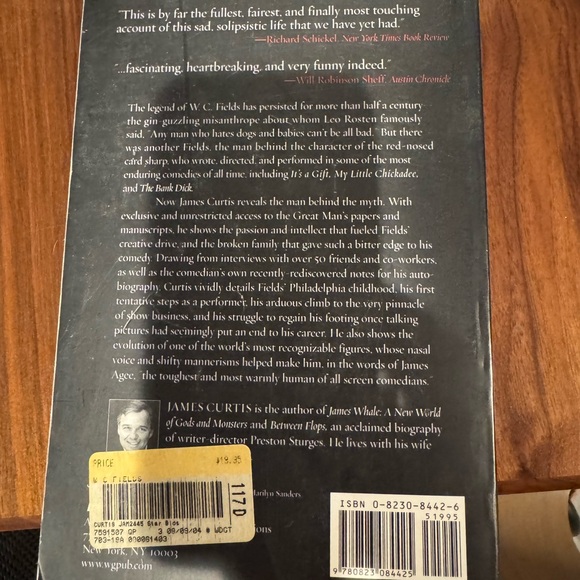 "This is by far the fullest, fairest, and finally most touching
account of this sad, solipsistic life that we have yet had."
—Richard Schickel, New York Times Book Review
"...fascinating, heartbreaking, and very funny indeed."
—Will Robinson Sheff, Austin Chronicle
The legend of W. C. Fields has persisted for more than half a century—
the gin-guzzling misanthrope about whom Leo Rosten famously
said, "Any man who hates dogs and babies can't be all bad." But there
was another Fields, the man behind the character of the red-nosed
card sharp, who wrote, directed, and performed in some of the most
enduring comedies of all time, including It's a Gift, My Little Chickadee,
and The Bank Dick.
Now James Curtis reveals the man behind the myth. With
exclusive and unrestricted access to the Great Man's papers and
manuscripts, he shows the passion and intellect that fueled Fields'
creative drive, and the broken family that gave such a bitter edge to his
comedy. Drawing from interviews with over 50 friends and co-workers,
as well as the comedian's own recently-rediscovered notes for his auto-
biography, Curtis vividly details Fields' Philadelphia childhood, his first
tentative steps as a performer, his arduous climb to the very pinnacle
of show business, and his struggle to regain his footing once talking
pictures had seemingly put an end to his career. He also shows the
evolution of one of the world's most recognizable figures, whose nasal
voice and shifty mannerisms helped make him, in the words of James
Agee, "the toughest and most warmly human of all screen comedians."
JAMES CURTIS is the author of James Whale: A New World
of Gods and Monsters and Between Flops, an acclaimed biography
of writer-director Preston Sturges. He lives with his wife
PRICE $18.95
W C FIELDS
117D
Marilyn Sanders
CURTIS JAM2445 Star Bios
7591507 QP 3 09/09/04 @ WDGT
703-10A 000061483
ions
New York, NY 10003
www.wgpub.com
ISBN 0-8230-8442-6
51995
9 780823 084425